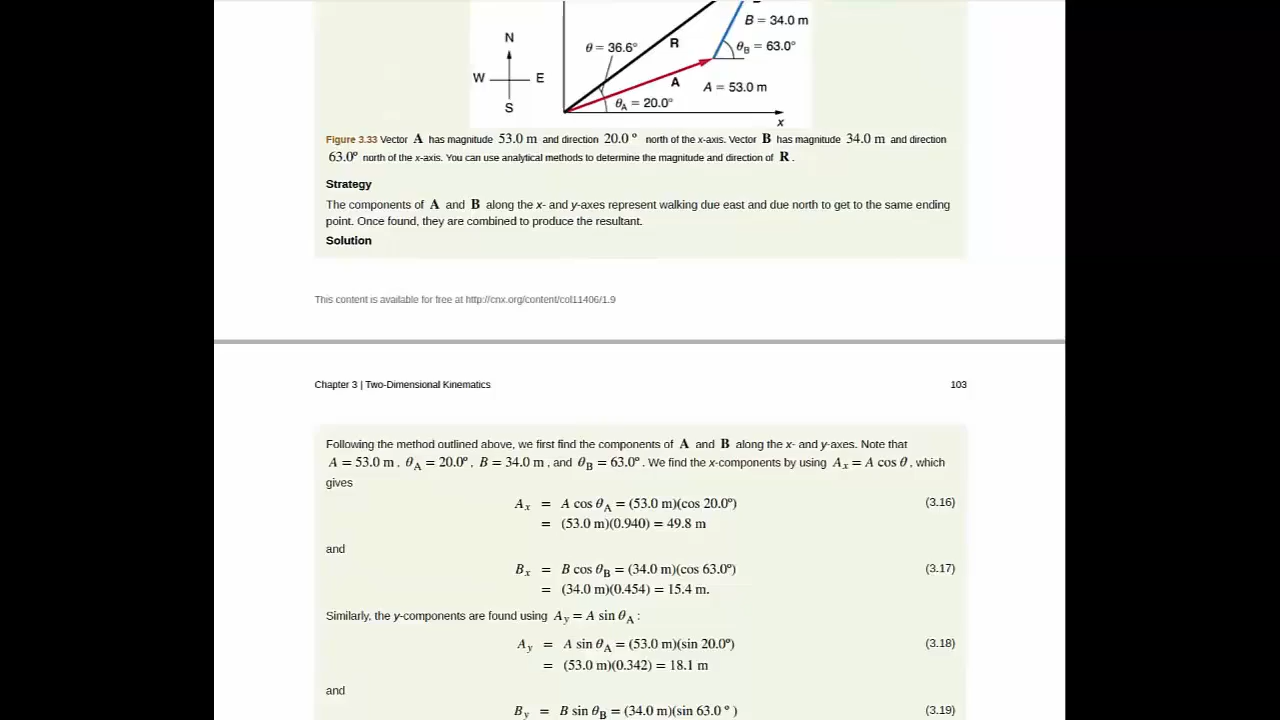 B = 34.0 m
N
θ = 36.6°
R
θB = 63.0°
W
E
A
A = 53.0 m
S
θA = 20.0°
x
Figure 3.33 Vector A has magnitude 53.0 m and direction 20.0 º north of the x-axis. Vector B has magnitude 34.0 m and direction
63.0º north of the x-axis. You can use analytical methods to determine the magnitude and direction of R .
Strategy
The components of A and B along the x- and y-axes represent walking due east and due north to get to the same ending
point. Once found, they are combined to produce the resultant.
Solution
This content is available for free at http://cnx.org/content/col11406/1.9
Chapter 3 | Two-Dimensional Kinematics
103
Following the method outlined above, we first find the components of A and B along the x- and y-axes. Note that
A = 53.0 m , θA = 20.0º , B = 34.0 m , and θB = 63.0º . We find the x-components by using Ax = A cos θ , which
gives
Ax = A cos θA = (53.0 m)(cos 20.0º) (3.16)
= (53.0 m)(0.940) = 49.8 m
and
Bx = B cos θB = (34.0 m)(cos 63.0º) (3.17)
= (34.0 m)(0.454) = 15.4 m.
Similarly, the y-components are found using Ay = A sin θA :
Ay = A sin θA = (53.0 m)(sin 20.0º) (3.18)
= (53.0 m)(0.342) = 18.1 m
and
By = B sin θB = (34.0 m)(sin 63.0 º ) (3.19)